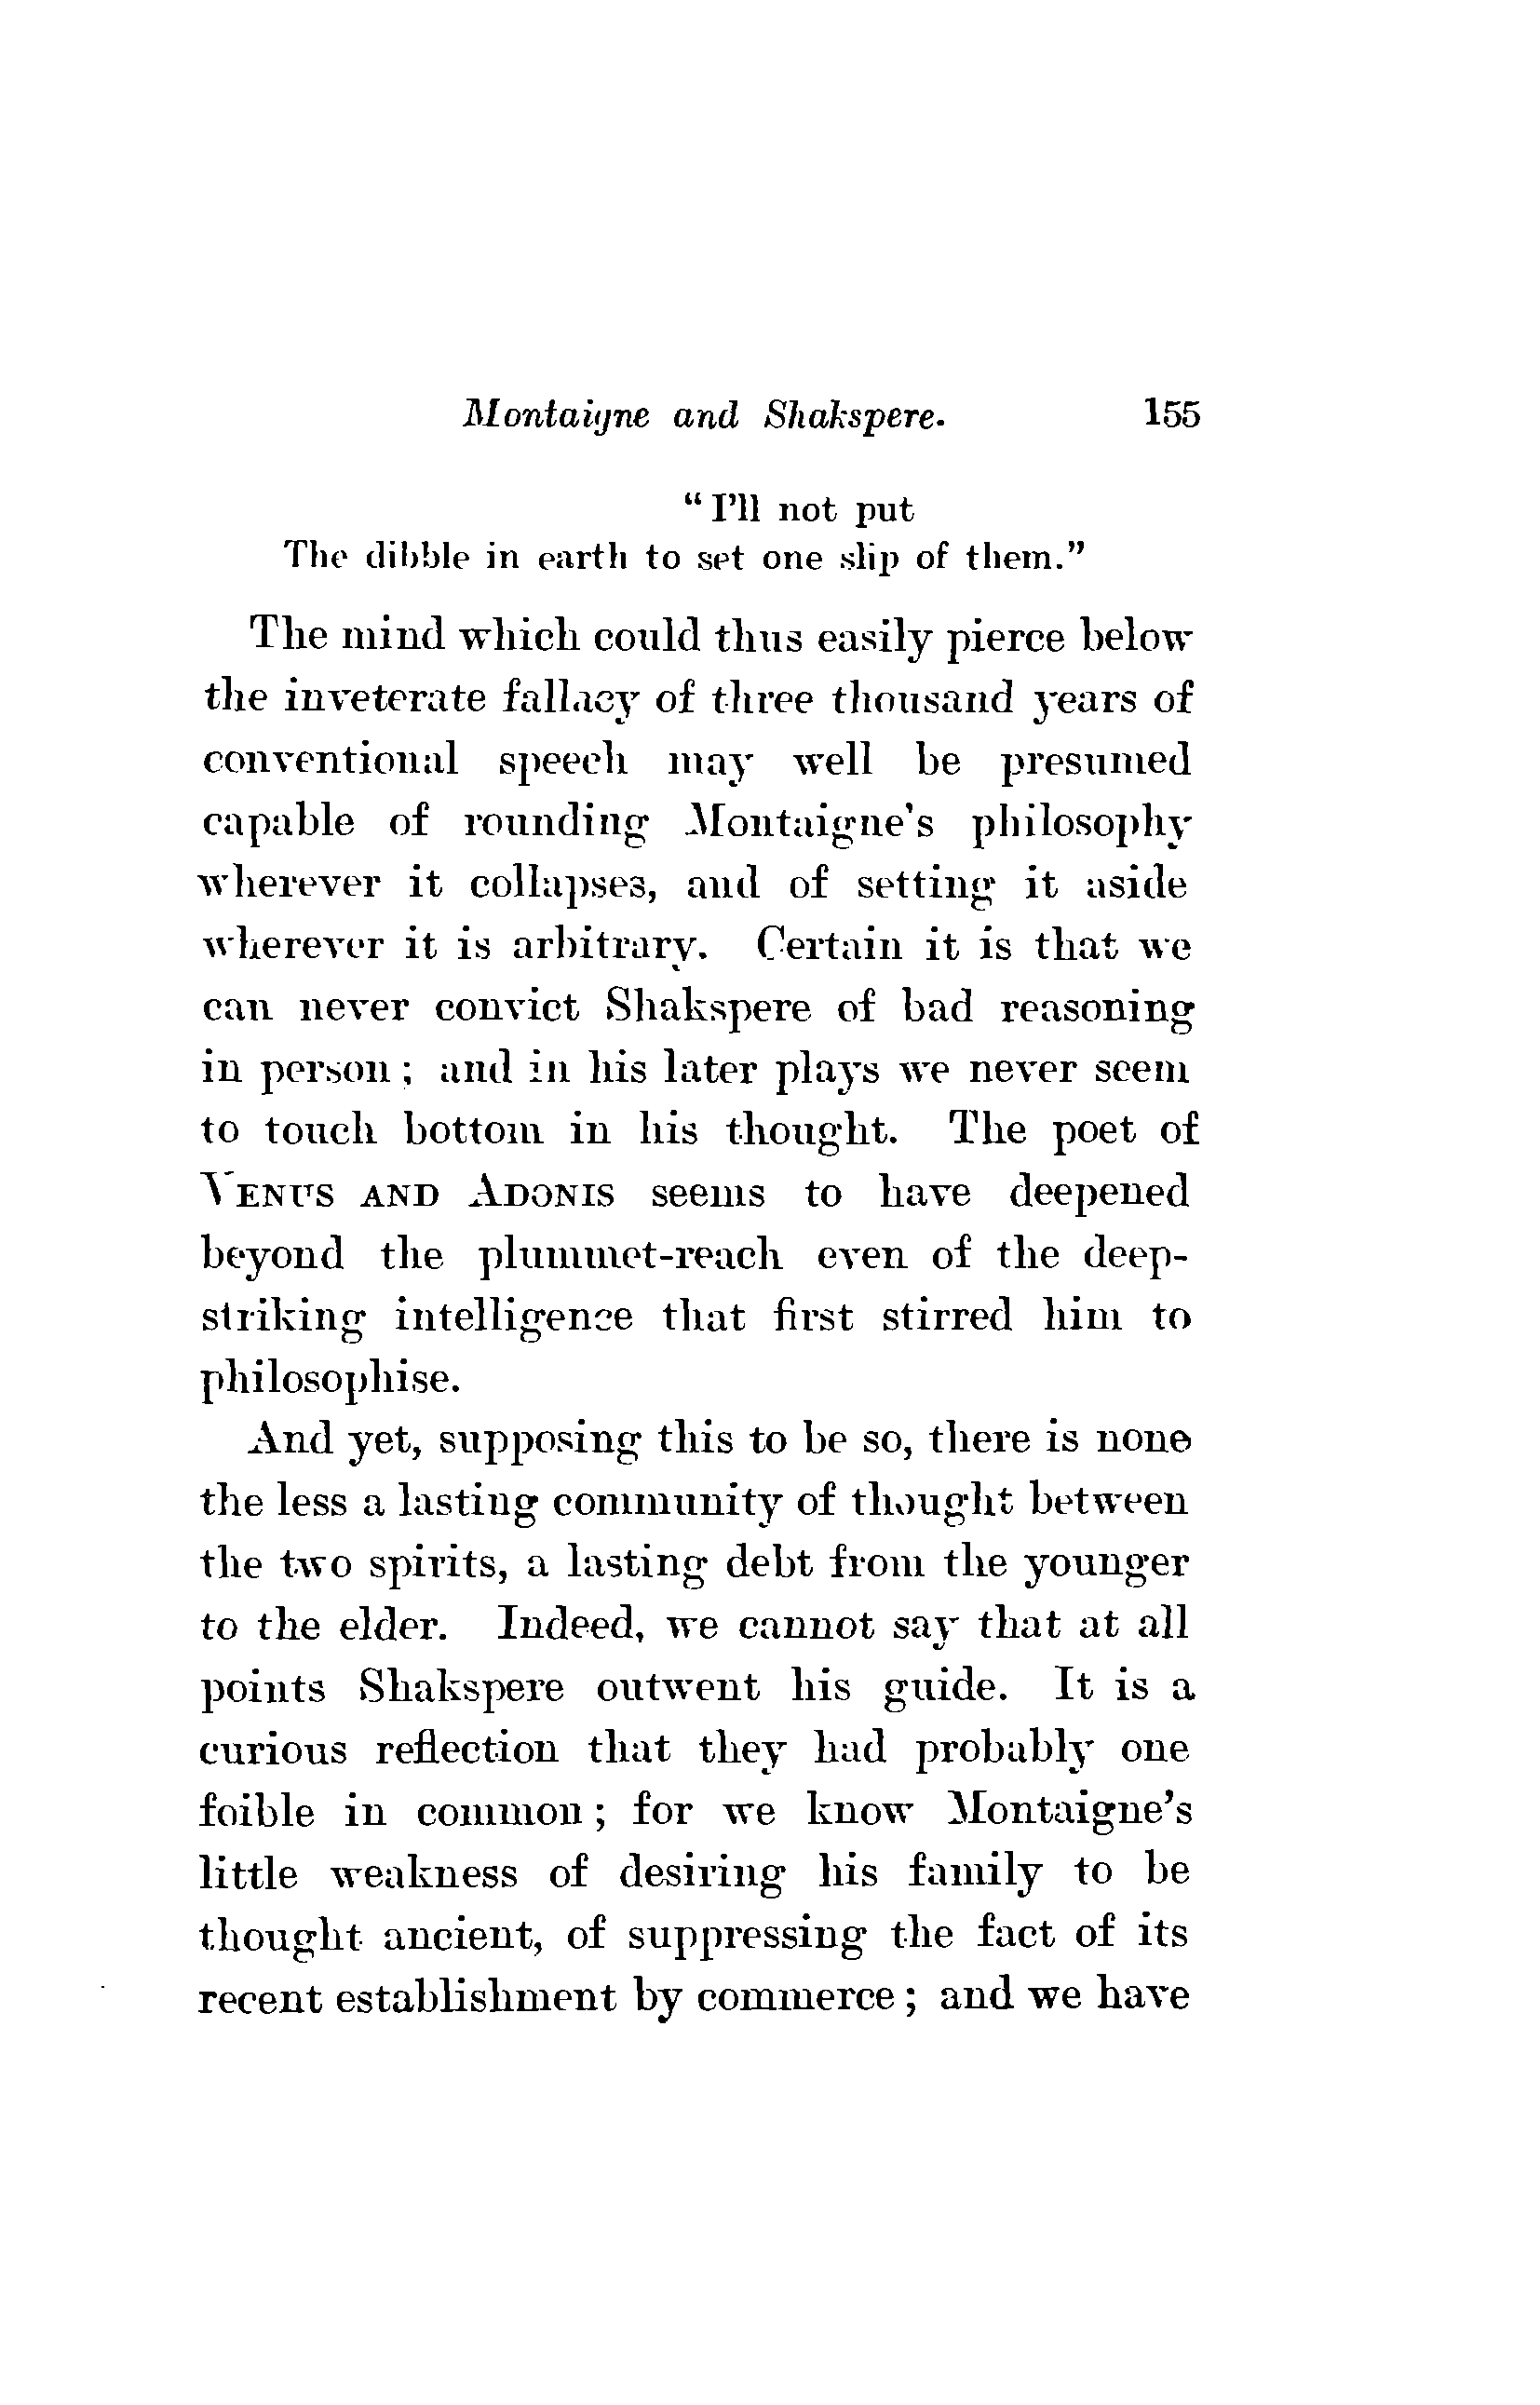 Montaigne and Shakspere. 155
“I’ll not put
The dibble in earth to set one slip of them.”
The mind which could thus easily pierce below
the inveterate fallacy of three thousand years of
conventional speech may well be presumed
capable of rounding Montaigne’s philosophy
wherever it collapses, and of setting it aside
wherever it is arbitrary. Certain it is that we
can never convict Shakspere of bad reasoning
in person; and in his later plays we never seem
to touch bottom in his thought. The poet of
VENUS AND ADONIS seems to have deepened
beyond the plummet-reach even of the deep-
striking intelligence that first stirred him to
philosophise.
And yet, supposing this to be so, there is none
the less a lasting community of thought between
the two spirits, a lasting debt from the younger
to the elder. Indeed, we cannot say that at all
points Shakspere outwent his guide. It is a
curious reflection that they had probably one
foible in common; for we know Montaigne’s
little weakness of desiring his family to be
thought ancient, of suppressing the fact of its
recent establishment by commerce; and we have